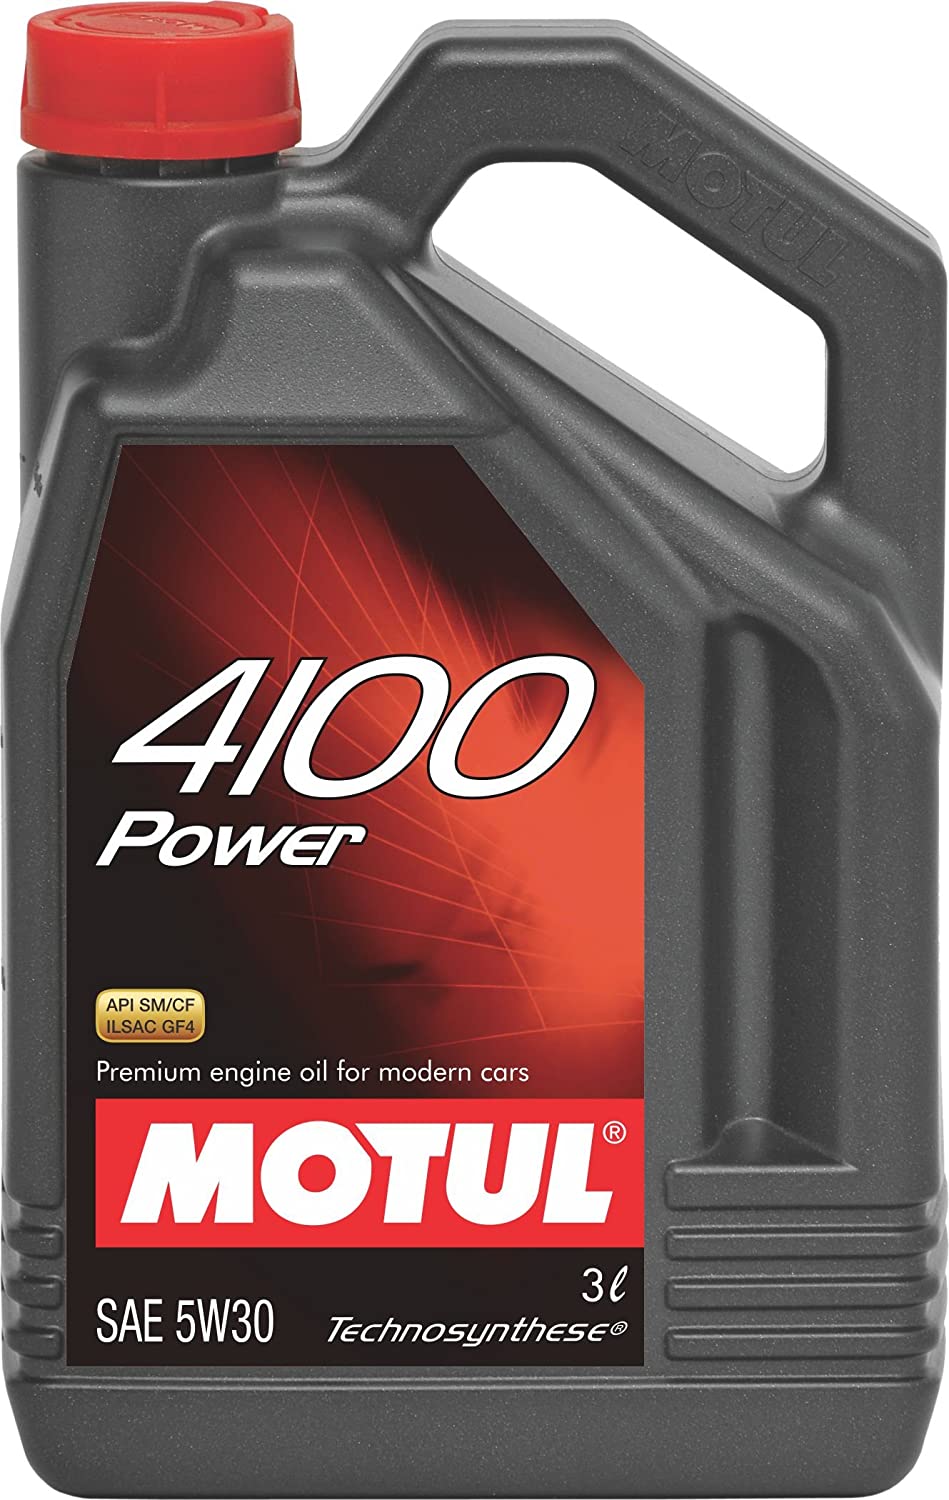 MOTUL
4100
Power
API SM/CF
ILSAC GF4
Premium engine oil for modern cars
MOTUL®
3ℓ
SAE 5W30
Technosynthese®